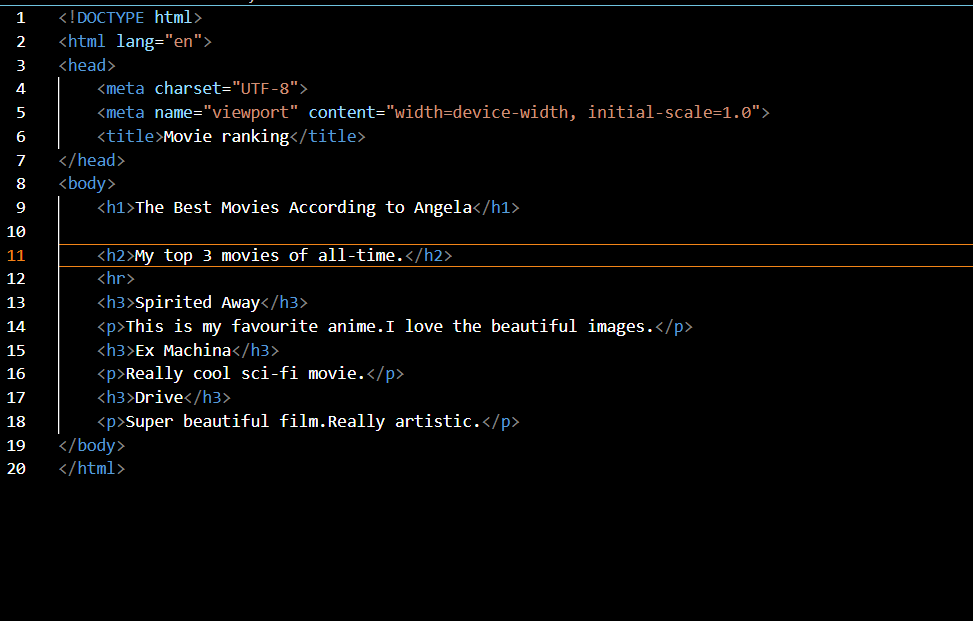 1 <!DOCTYPE html>
2 <html lang="en">
3 <head>
4     <meta charset="UTF-8">
5     <meta name="viewport" content="width=device-width, initial-scale=1.0">
6     <title>Movie ranking</title>
7 </head>
8 <body>
9     <h1>The Best Movies According to Angela</h1>
10
11     <h2>My top 3 movies of all-time.</h2>
12     <hr>
13     <h3>Spirited Away</h3>
14     <p>This is my favourite anime.I love the beautiful images.</p>
15     <h3>Ex Machina</h3>
16     <p>Really cool sci-fi movie.</p>
17     <h3>Drive</h3>
18     <p>Super beautiful film.Really artistic.</p>
19 </body>
20 </html>